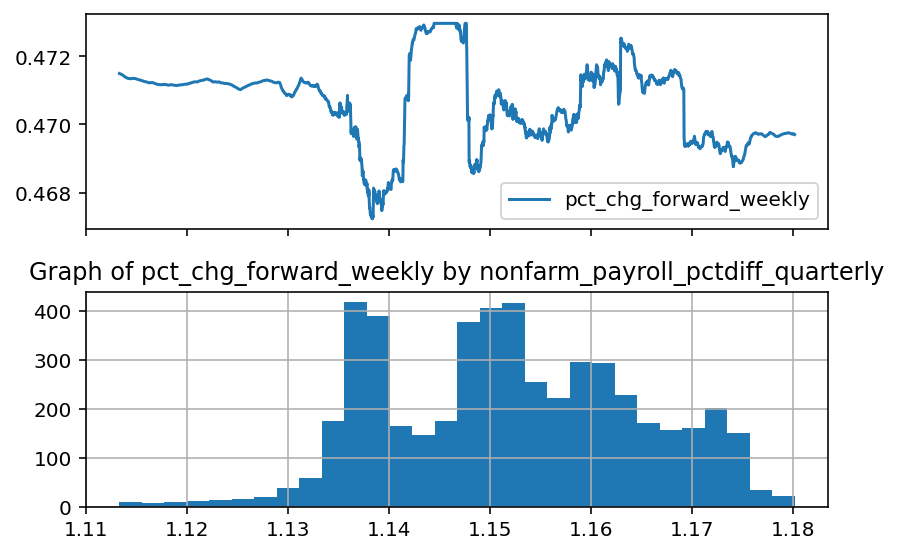 0.472
0.470
0.468
pct_chg_forward_weekly
Graph of pct_chg_forward_weekly by nonfarm_payroll_pctdiff_quarterly
400
300
200
100
0
1.11 1.12 1.13 1.14 1.15 1.16 1.17 1.18